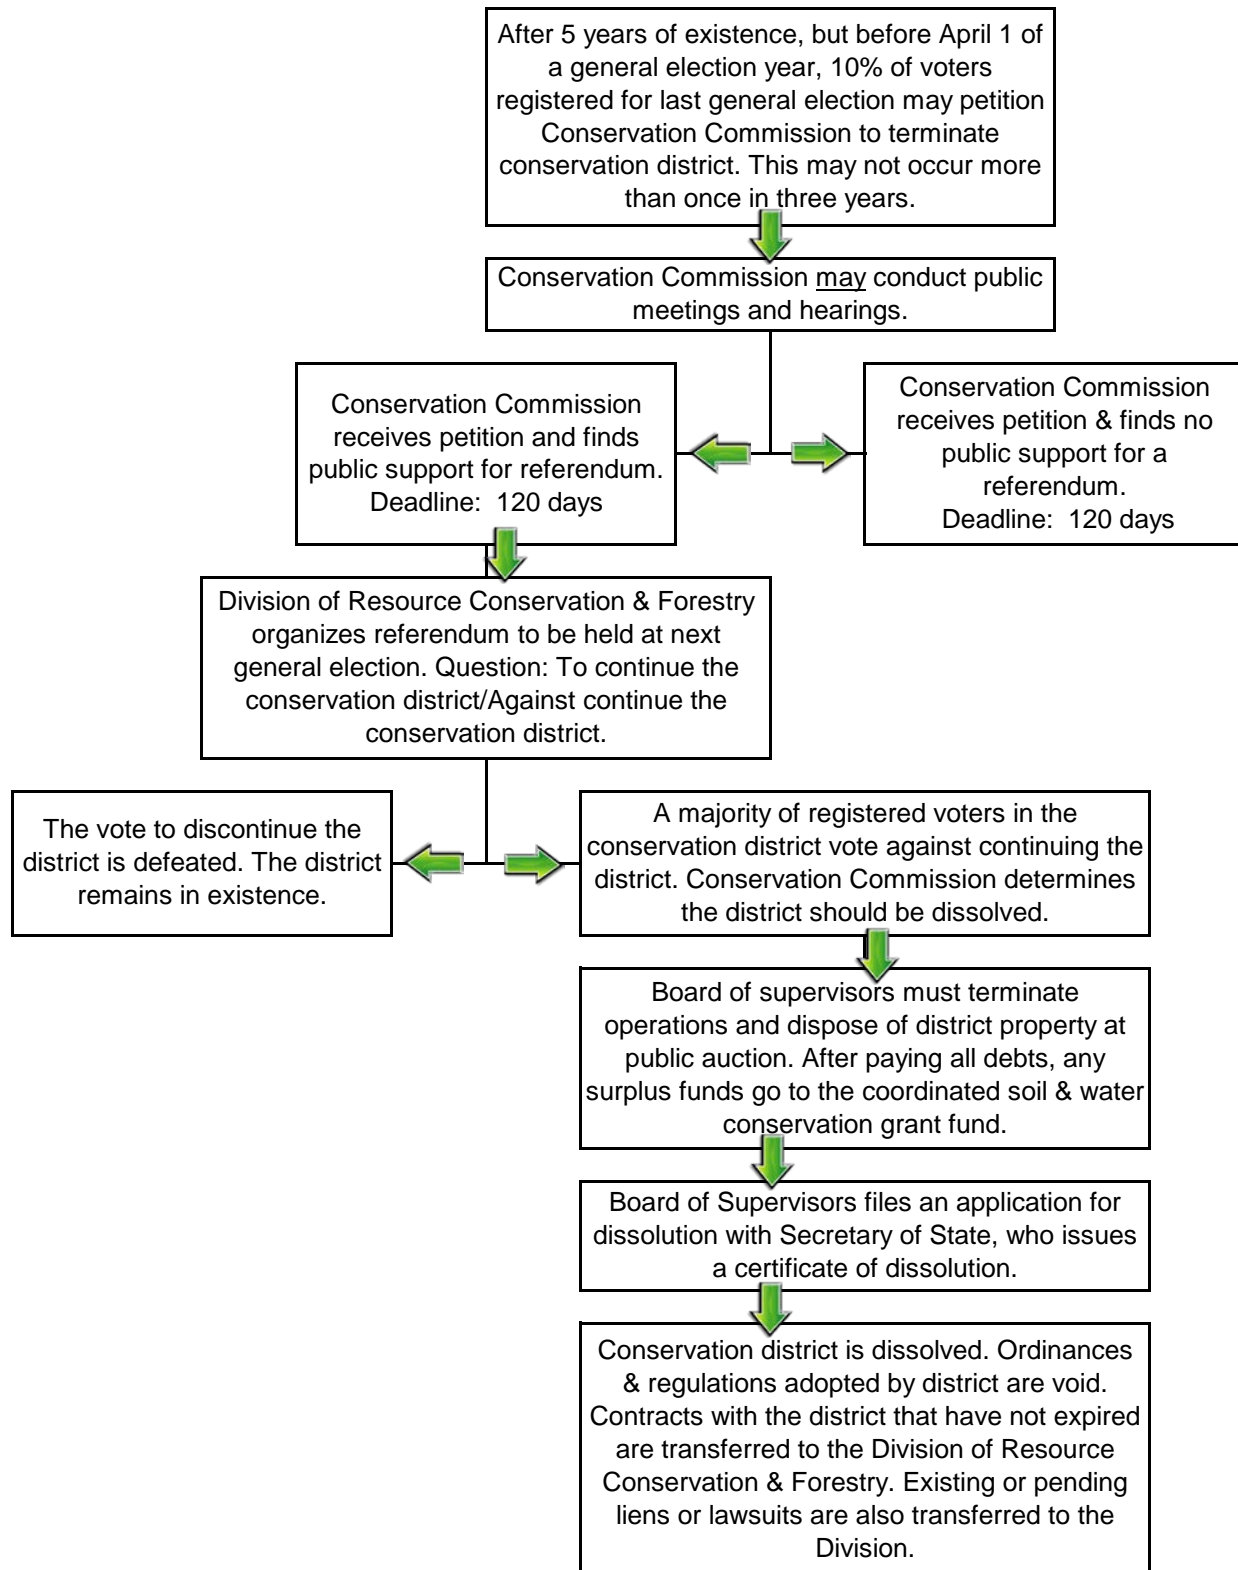 After 5 years of existence, but before April 1 of
a general election year, 10% of voters
registered for last general election may petition
Conservation Commission to terminate
conservation district. This may not occur more
than once in three years.
Conservation Commission may conduct public
meetings and hearings.
Conservation Commission
receives petition and finds
public support for referendum.
Deadline:  120 days
Conservation Commission
receives petition & finds no
public support for a
referendum.
Deadline:  120 days
Division of Resource Conservation & Forestry
organizes referendum to be held at next
general election. Question: To continue the
conservation district/Against continue the
conservation district.
The vote to discontinue the
district is defeated. The district
remains in existence.
A majority of registered voters in the
conservation district vote against continuing the
district. Conservation Commission determines
the district should be dissolved.
Board of supervisors must terminate
operations and dispose of district property at
public auction. After paying all debts, any
surplus funds go to the coordinated soil & water
conservation grant fund.
Board of Supervisors files an application for
dissolution with Secretary of State, who issues
a certificate of dissolution.
Conservation district is dissolved. Ordinances
& regulations adopted by district are void.
Contracts with the district that have not expired
are transferred to the Division of Resource
Conservation & Forestry. Existing or pending
liens or lawsuits are also transferred to the
Division.